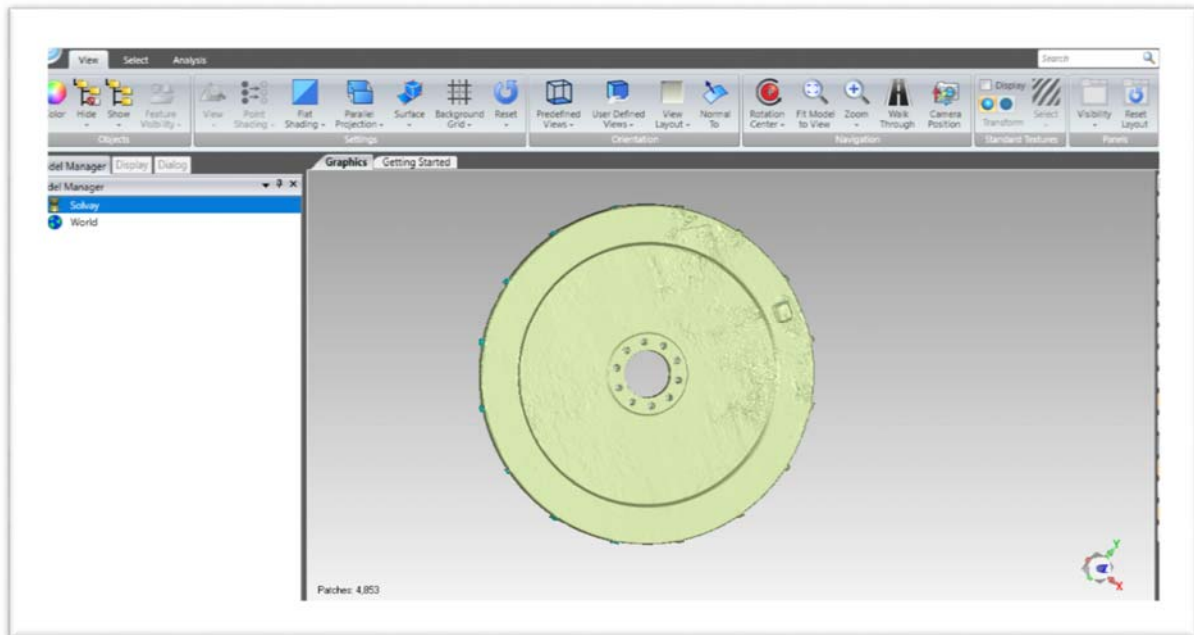 View Select Analysis Search
olor Hide Show Feature Visibility View Point Shading Flat Shading Parallel Projection Surface Background Grid Reset Predefined Views User Defined Views View Layout Normal To Rotation Center Fit Model to View Zoom Walk Through Camera Position Display Transform Select Visibility Reset Layout
Objects Settings Orientation Navigation Standard Textures Panels
del Manager Display Dialog Graphics Getting Started
del Manager
Solvay
World
Patches: 4,853
Y
X